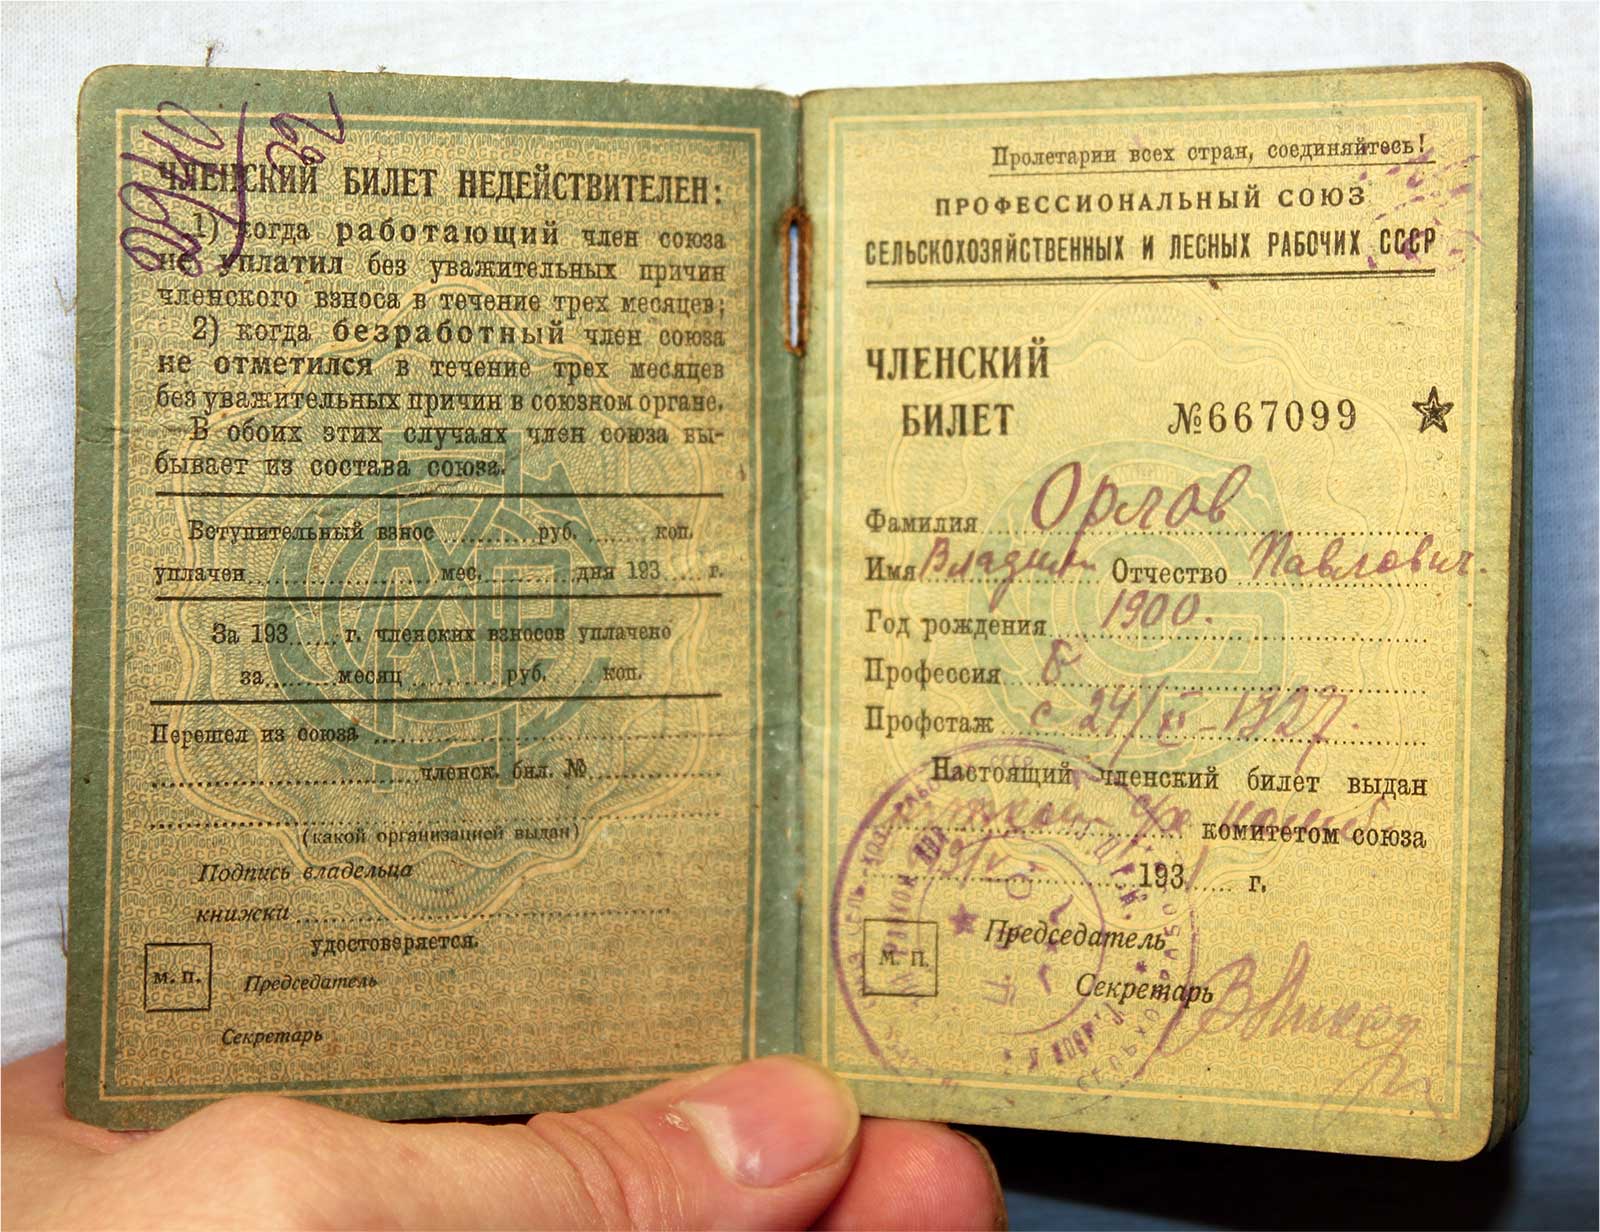 ЧЛЕНСКИЙ БИЛЕТ НЕДЕЙСТВИТЕЛЕН:
1) когда работающий член союза
не уплатил без уважительных причин
членского взноса в течение трех месяцев;
2) когда безработный член союза
не отметился в течение трех месяцев
без уважительных причин в союзном органе.
В обоих этих случаях член союза вы-
бывает из состава союза.
Вступительный взнос ........ руб. ...... коп.
уплачен ........ мес. ........ дня 193 .... г.
За 193 ..... г. членских взносов уплачено
за ........ месяц ........ руб. ...... коп.
Перешел из союза ........
........ членск. бил. № ........
(какой организацией выдан)
Подпись владельца
книжки ........
удостоверяется.
М. П.
Председатель
Секретарь
Пролетарии всех стран, соединяйтесь!
ПРОФЕССИОНАЛЬНЫЙ СОЮЗ
СЕЛЬСКОХОЗЯЙСТВЕННЫХ И ЛЕСНЫХ РАБОЧИХ СССР
ЧЛЕНСКИЙ
БИЛЕТ №667099
Фамилия Орлов
Имя Владим Отчество Павлович.
Год рождения 1900.
Профессия
Профстаж с 24/XI-1927.
Настоящий членский билет выдан
комитетом союза
1931 г.
М. П.
Председатель
Секретарь